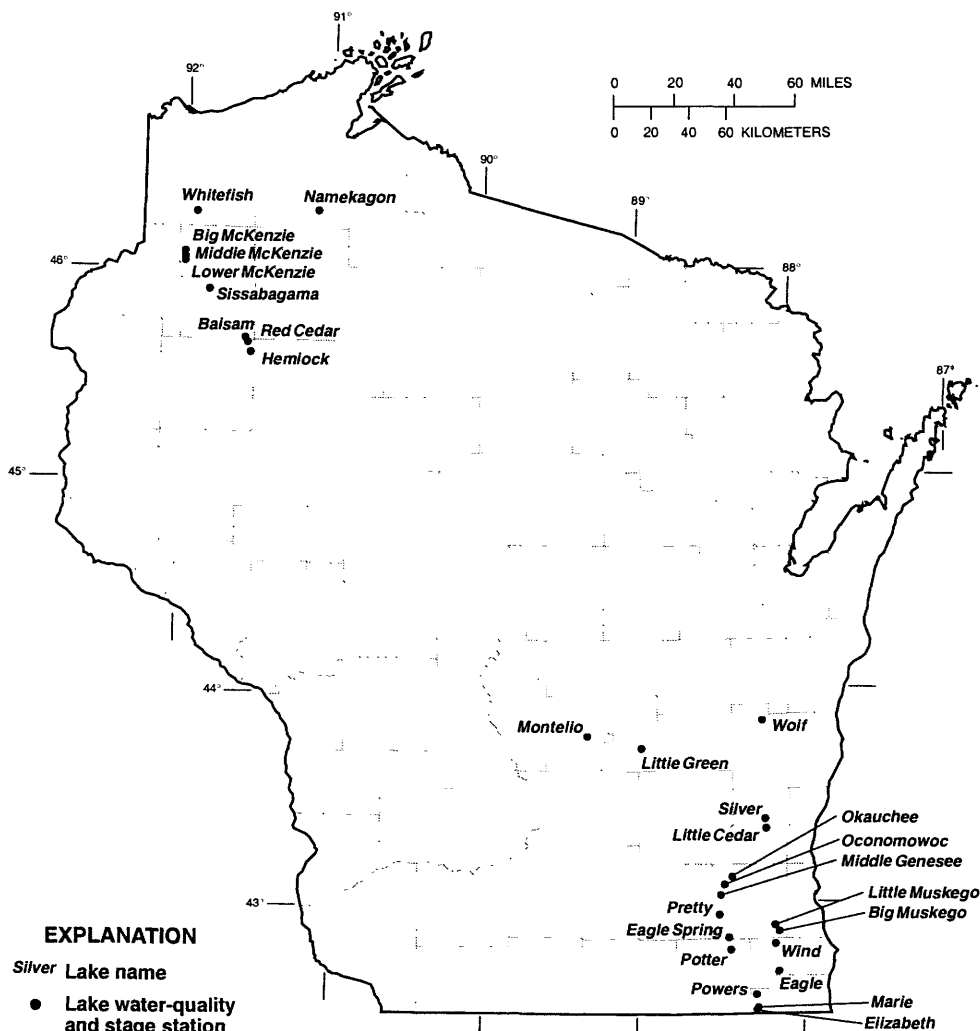 91°
92°
0 20 40 60 MILES
0 20 40 60 KILOMETERS
90°
Whitefish
Namekagon
89°
Big McKenzie
46°
Middle McKenzie
88°
Lower McKenzie
Sissabagama
Balsam
Red Cedar
Hemlock
87°
45°
44°
Montello
Wolf
Little Green
Silver
Okauchee
Little Cedar
Oconomowoc
Middle Genesee
Little Muskego
43°
Pretty
Big Muskego
EXPLANATION
Eagle Spring
Wind
Silver Lake name
Potter
Eagle
Powers
Lake water-quality
and stage station
Marie
Elizabeth